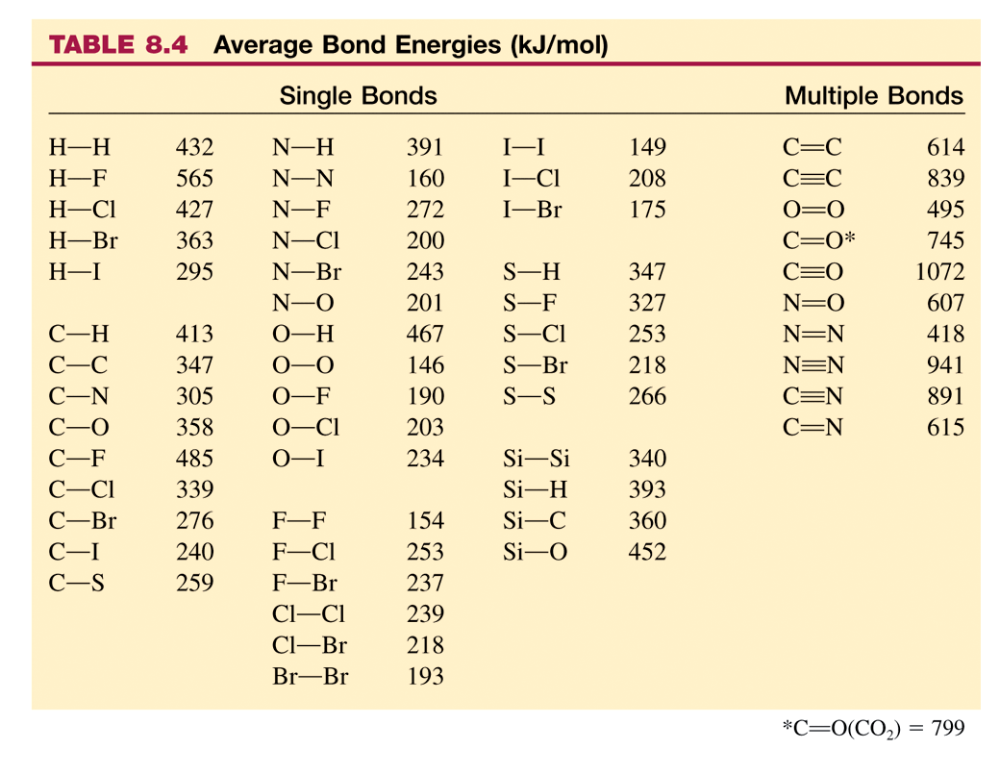 TABLE 8.4 Average Bond Energies (kJ/mol)
Single Bonds Multiple Bonds
H—H 432 N—H 391 I—I 149 C=C 614
H—F 565 N—N 160 I—Cl 208 C≡C 839
H—Cl 427 N—F 272 I—Br 175 O=O 495
H—Br 363 N—Cl 200 C=O* 745
H—I 295 N—Br 243 S—H 347 C≡O 1072
N—O 201 S—F 327 N=O 607
C—H 413 O—H 467 S—Cl 253 N=N 418
C—C 347 O—O 146 S—Br 218 N≡N 941
C—N 305 O—F 190 S—S 266 C≡N 891
C—O 358 O—Cl 203 C=N 615
C—F 485 O—I 234 Si—Si 340
C—Cl 339 Si—H 393
C—Br 276 F—F 154 Si—C 360
C—I 240 F—Cl 253 Si—O 452
C—S 259 F—Br 237
Cl—Cl 239
Cl—Br 218
Br—Br 193
*C=O(CO₂) = 799